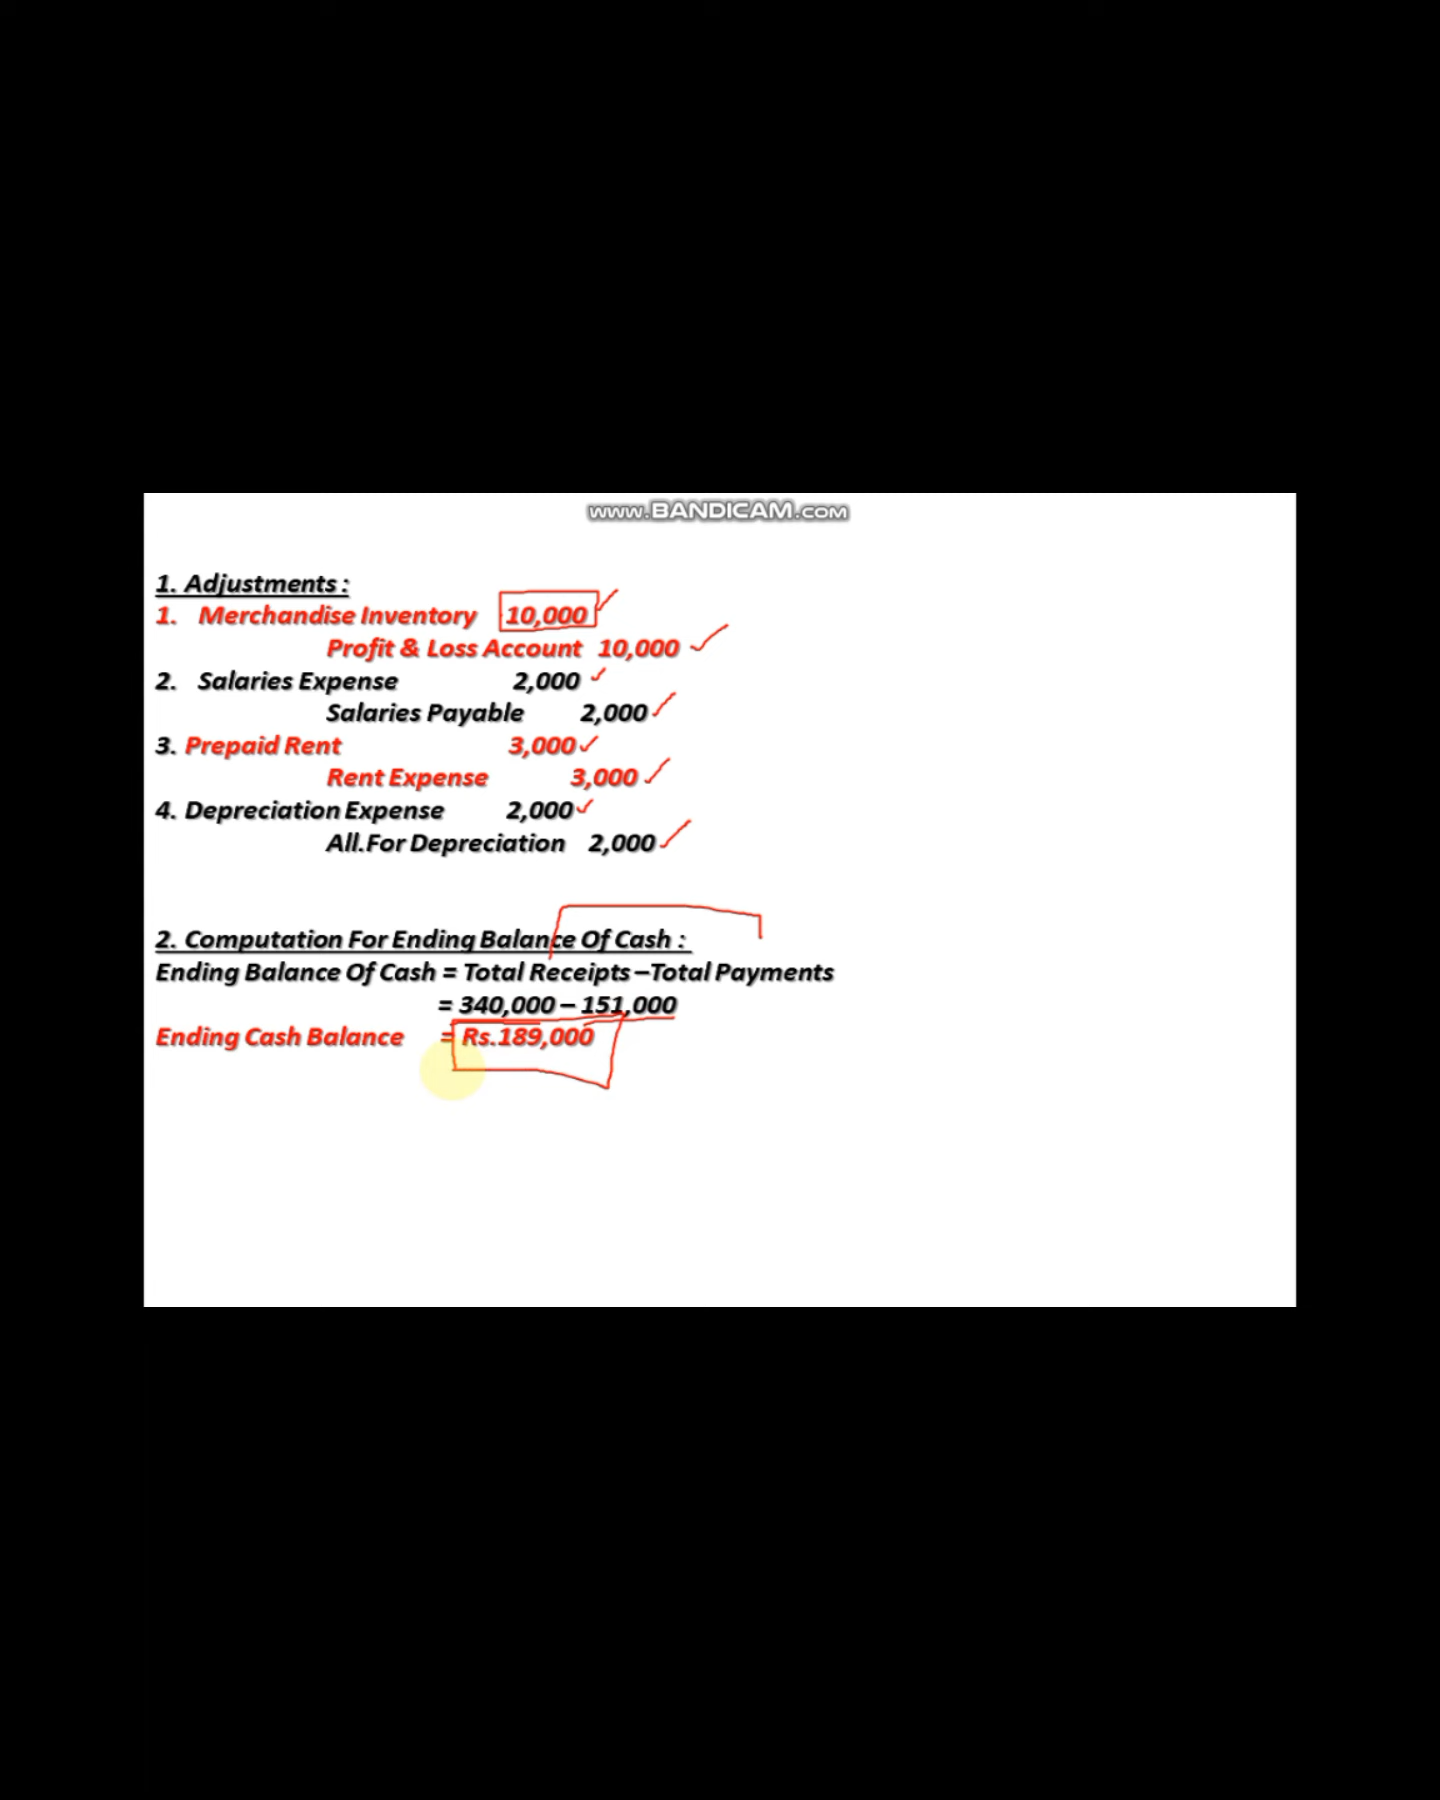 www.BANDICAM.com
1. Adjustments :
1. Merchandise Inventory 10,000
Profit & Loss Account 10,000
2. Salaries Expense 2,000
Salaries Payable 2,000
3. Prepaid Rent 3,000
Rent Expense 3,000
4. Depreciation Expense 2,000
All.For Depreciation 2,000
2. Computation For Ending Balance Of Cash :
Ending Balance Of Cash = Total Receipts – Total Payments
= 340,000 – 151,000
Ending Cash Balance = Rs.189,000